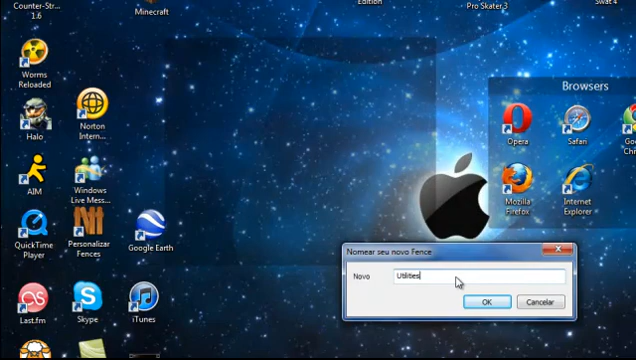 Counter-Str...
1.6
Minecraft
Edition
Pro Skater 3
Swat 4
Worms
Reloaded
Halo
Norton
Intern...
AIM
Windows
Live Mess...
QuickTime
Player
Personalizar
Fences
Google Earth
Last.fm
Skype
iTunes
Browsers
Opera
Safari
Mozilla
Firefox
Internet
Explorer
Nomear seu novo Fence
Novo
Utilities
OK
Cancelar